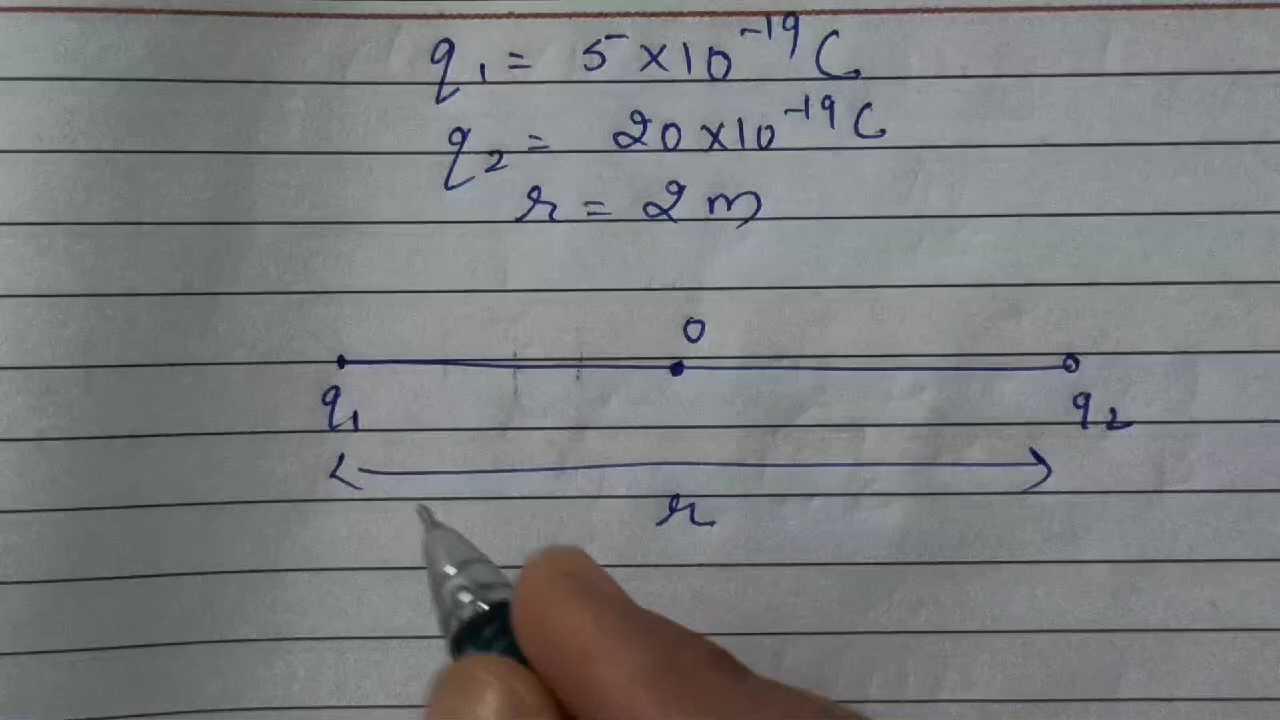 q₁ = 5 × 10⁻¹⁹ C
q₂ = 20 × 10⁻¹⁹ C
r = 2 m
O
q₁ q₂
r